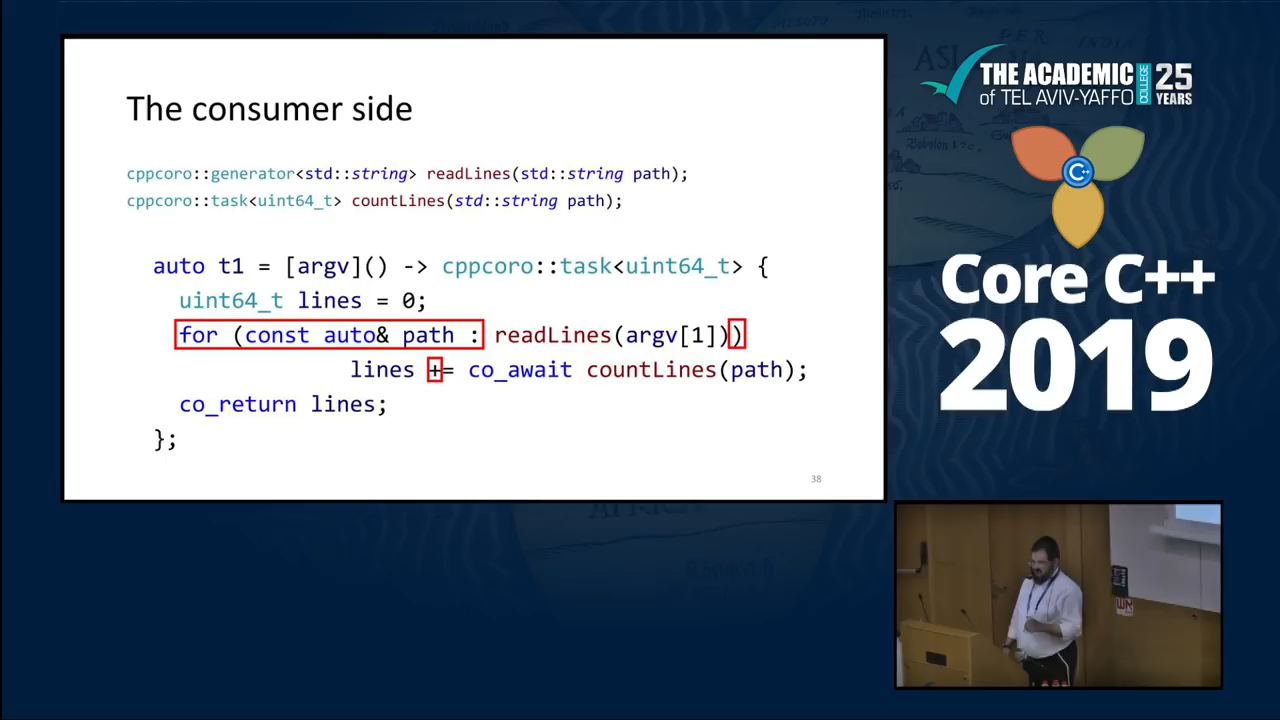 The consumer side
cppcoro::generator<std::string> readLines(std::string path);
cppcoro::task<uint64_t> countLines(std::string path);
auto t1 = [argv]() -> cppcoro::task<uint64_t> {
uint64_t lines = 0;
for (const auto& path : readLines(argv[1]))
lines += co_await countLines(path);
co_return lines;
};
38
THE ACADEMIC
of TEL AVIV-YAFFO
COLLEGE
25
YEARS
C++
Core C++
2019